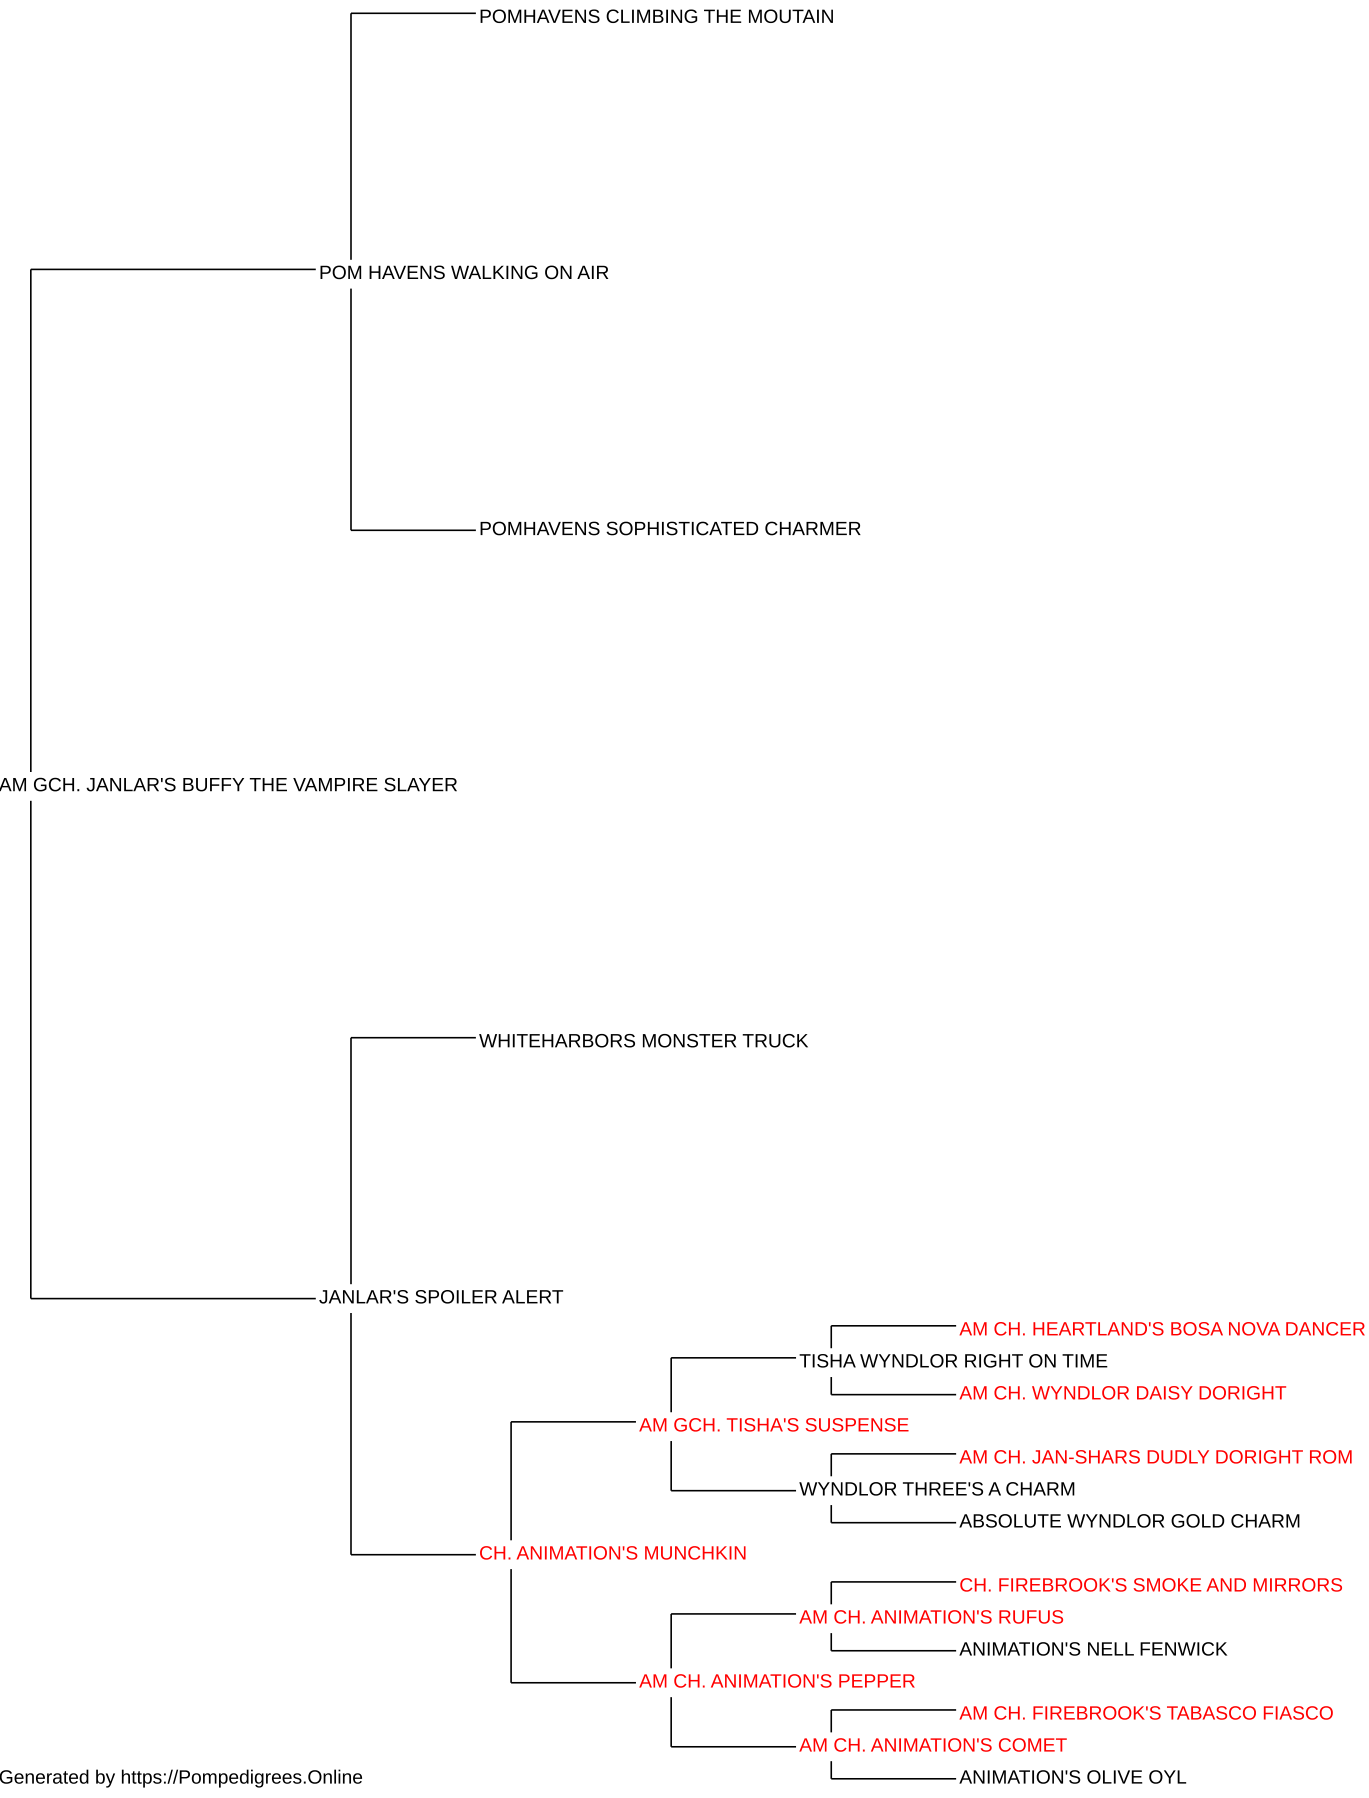 POMHAVENS CLIMBING THE MOUTAIN
POM HAVENS WALKING ON AIR
POMHAVENS SOPHISTICATED CHARMER
AM GCH. JANLAR'S BUFFY THE VAMPIRE SLAYER
WHITEHARBORS MONSTER TRUCK
JANLAR'S SPOILER ALERT
AM CH. HEARTLAND'S BOSA NOVA DANCER
TISHA WYNDLOR RIGHT ON TIME
AM CH. WYNDLOR DAISY DORIGHT
AM GCH. TISHA'S SUSPENSE
AM CH. JAN-SHARS DUDLY DORIGHT ROM
WYNDLOR THREE'S A CHARM
ABSOLUTE WYNDLOR GOLD CHARM
CH. ANIMATION'S MUNCHKIN
CH. FIREBROOK'S SMOKE AND MIRRORS
AM CH. ANIMATION'S RUFUS
ANIMATION'S NELL FENWICK
AM CH. ANIMATION'S PEPPER
AM CH. FIREBROOK'S TABASCO FIASCO
AM CH. ANIMATION'S COMET
ANIMATION'S OLIVE OYL
Generated by https://Pompedigrees.Online